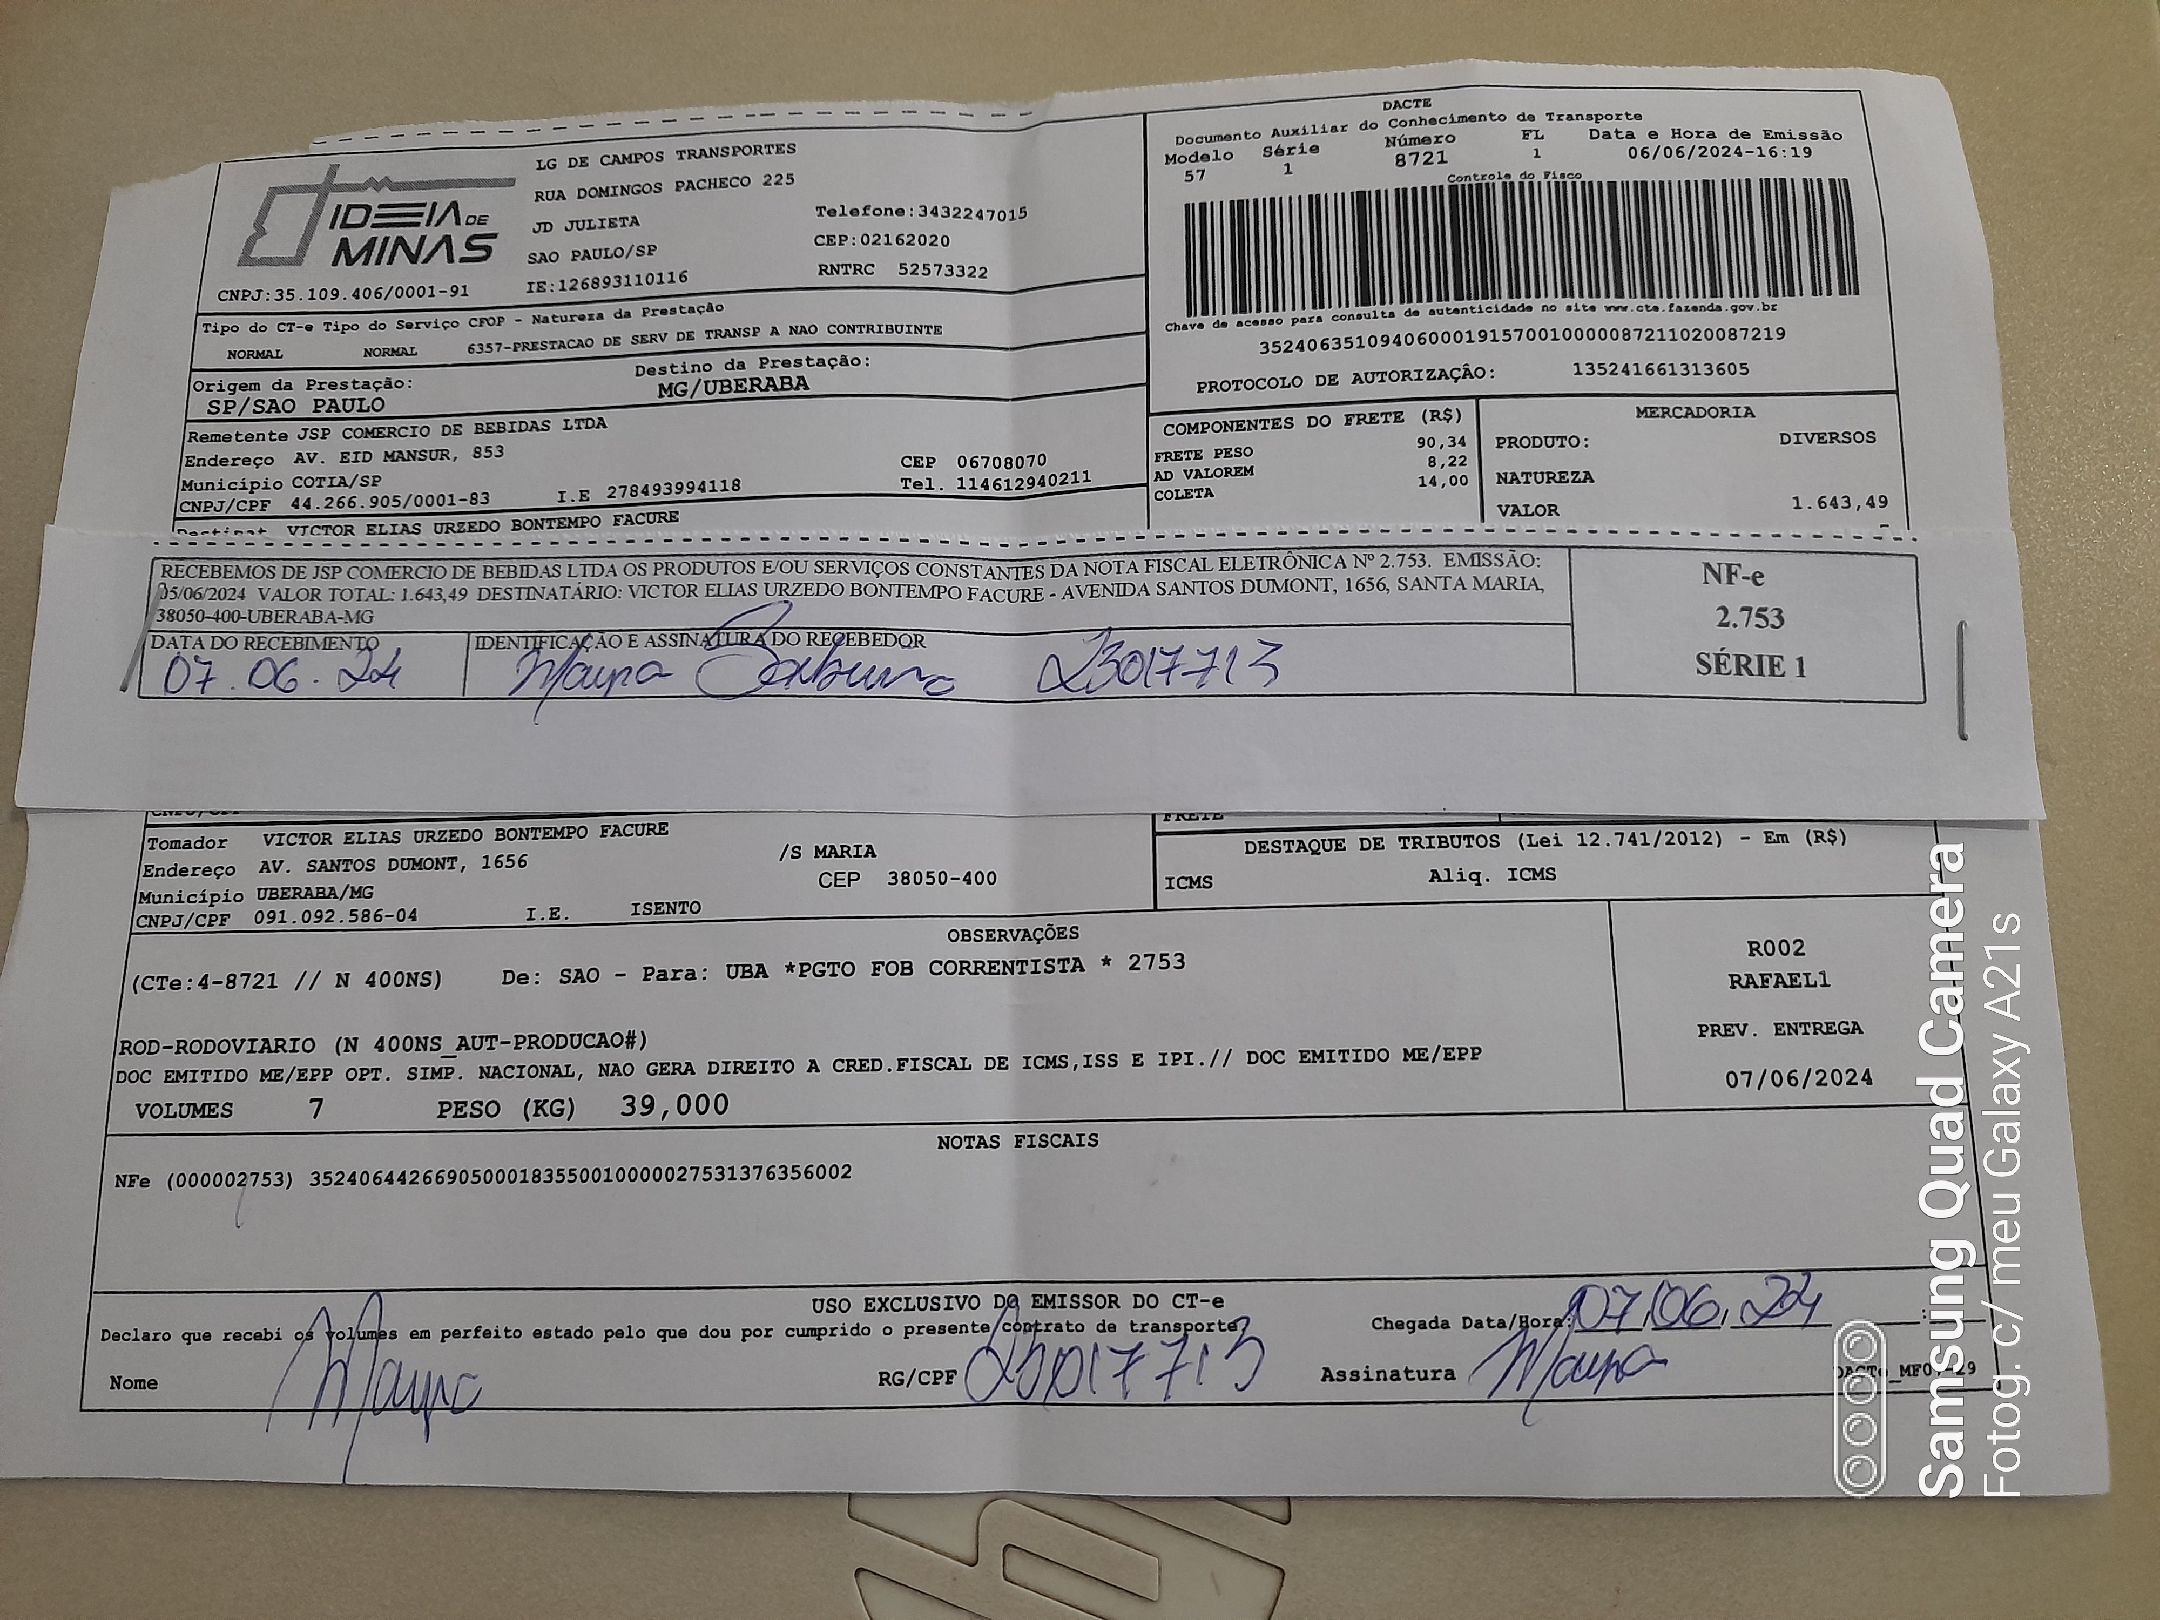 DACTE
Documento Auxiliar do Conhecimento de Transporte
Modelo Série Número FL Data e Hora de Emissão
57 1 8721 1 06/06/2024-16:19
Controle do Fisco
IDEIA DE MINAS
LG DE CAMPOS TRANSPORTES
RUA DOMINGOS PACHECO 225
JD JULIETA Telefone:3432247015
SAO PAULO/SP CEP:02162020
CNPJ:35.109.406/0001-91 IE:126893110116 RNTRC 52573322
Chave de acesso para consulta de autenticidade no site www.cte.fazenda.gov.br
35240635109406000191570010000087211020087219
PROTOCOLO DE AUTORIZAÇÃO: 135241661313605
Tipo do CT-e Tipo do Serviço CFOP - Natureza da Prestação
NORMAL NORMAL 6357-PRESTACAO DE SERV DE TRANSP A NAO CONTRIBUINTE
Origem da Prestação: Destino da Prestação:
SP/SAO PAULO MG/UBERABA
Remetente JSP COMERCIO DE BEBIDAS LTDA
Endereço AV. EID MANSUR, 853
Município COTIA/SP CEP 06708070
CNPJ/CPF 44.266.905/0001-83 I.E 278493994118 Tel. 114612940211
Destinat VICTOR ELIAS URZEDO BONTEMPO FACURE
COMPONENTES DO FRETE (R$)
FRETE PESO 90,34
AD VALOREM 8,22
COLETA 14,00
MERCADORIA
PRODUTO: DIVERSOS
NATUREZA
VALOR 1.643,49
RECEBEMOS DE JSP COMERCIO DE BEBIDAS LTDA OS PRODUTOS E/OU SERVIÇOS CONSTANTES DA NOTA FISCAL ELETRÔNICA Nº 2.753. EMISSÃO:
05/06/2024 VALOR TOTAL: 1.643,49 DESTINATÁRIO: VICTOR ELIAS URZEDO BONTEMPO FACURE - AVENIDA SANTOS DUMONT, 1656, SANTA MARIA,
38050-400-UBERABA-MG
DATA DO RECEBIMENTO IDENTIFICAÇÃO E ASSINATURA DO RECEBEDOR
07.06.24 Mayra 23017713
NF-e
2.753
SÉRIE 1
CNPJ/CPF
FRETE
Tomador VICTOR ELIAS URZEDO BONTEMPO FACURE
Endereço AV. SANTOS DUMONT, 1656 /S MARIA
Município UBERABA/MG CEP 38050-400
CNPJ/CPF 091.092.586-04 I.E. ISENTO
DESTAQUE DE TRIBUTOS (Lei 12.741/2012) - Em (R$)
ICMS Aliq. ICMS
OBSERVAÇÕES
(CTe:4-8721 // N 400NS) De: SAO - Para: UBA *PGTO FOB CORRENTISTA * 2753
ROD-RODOVIARIO (N 400NS_AUT-PRODUCAO#)
DOC EMITIDO ME/EPP OPT. SIMP. NACIONAL, NAO GERA DIREITO A CRED.FISCAL DE ICMS,ISS E IPI.// DOC EMITIDO ME/EPP
VOLUMES 7 PESO (KG) 39,000
R002
RAFAEL1
PREV. ENTREGA
07/06/2024
NOTAS FISCAIS
NFe (000002753) 35240644266905000183550010000027531376356002
USO EXCLUSIVO DO EMISSOR DO CT-e
Declaro que recebi os volumes em perfeito estado pelo que dou por cumprido o presente contrato de transporte
Chegada Data/Hora: 07/06/24 :
Nome Mayra RG/CPF 23017713 Assinatura Mayra
Samsung Quad Camera
Fotog. c/ meu Galaxy A21s